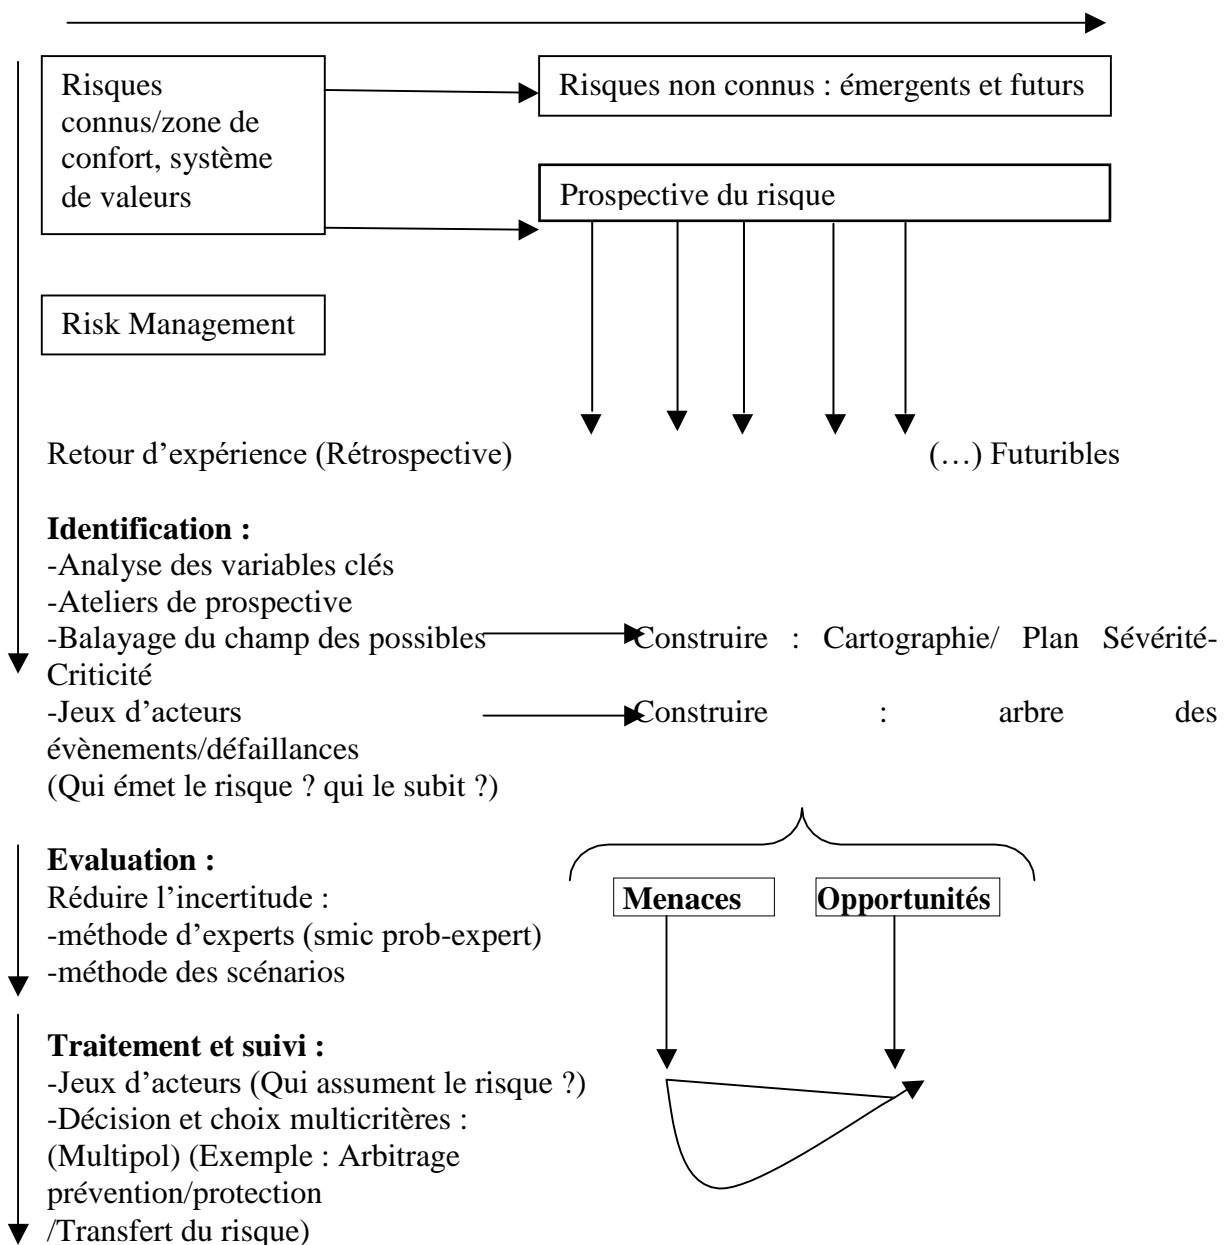 Risques
connus/zone de
confort, système
de valeurs
Risques non connus : émergents et futurs
Prospective du risque
Risk Management
Retour d’expérience (Rétrospective) (…) Futuribles
Identification :
-Analyse des variables clés
-Ateliers de prospective
-Balayage du champ des possibles Construire : Cartographie/ Plan Sévérité-
Criticité
-Jeux d’acteurs Construire : arbre des
évènements/défaillances
(Qui émet le risque ? qui le subit ?)
Evaluation :
Réduire l’incertitude :
-méthode d’experts (smic prob-expert)
-méthode des scénarios
Menaces Opportunités
Traitement et suivi :
-Jeux d’acteurs (Qui assument le risque ?)
-Décision et choix multicritères :
(Multipol) (Exemple : Arbitrage
prévention/protection
/Transfert du risque)